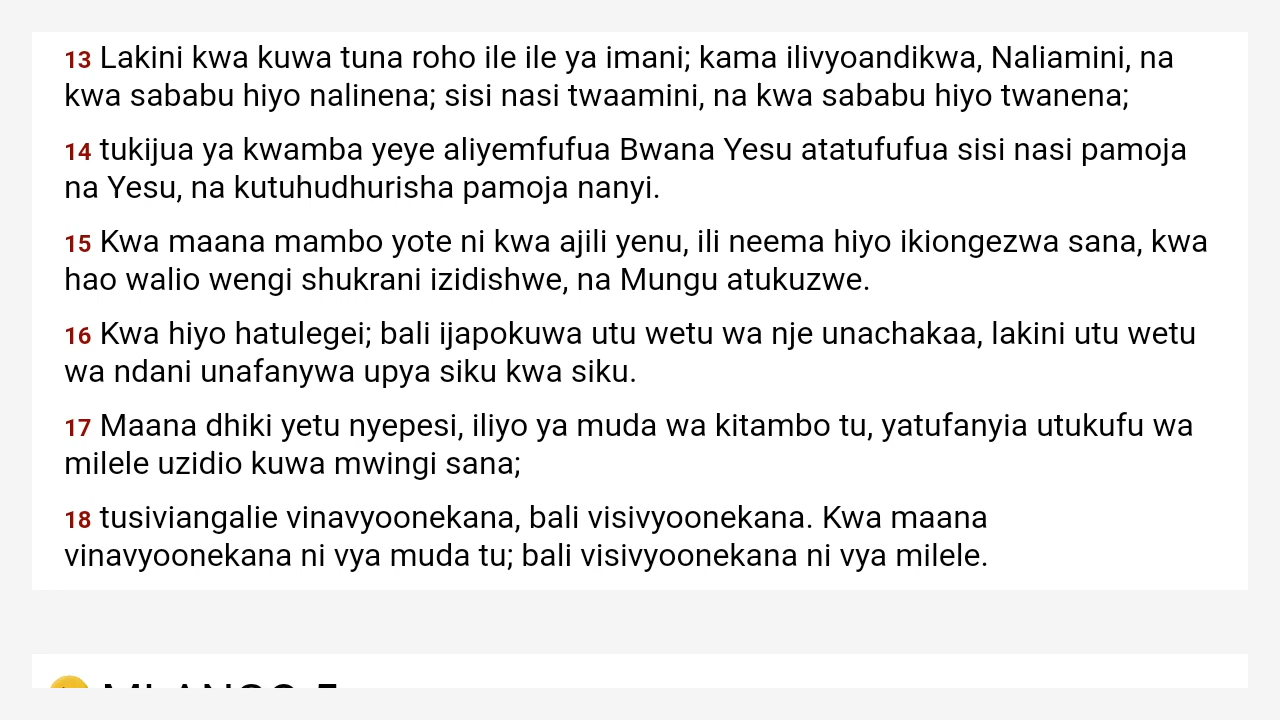 13 Lakini kwa kuwa tuna roho ile ile ya imani; kama ilivyoandikwa, Naliamini, na
kwa sababu hiyo nalinena; sisi nasi twaamini, na kwa sababu hiyo twanena;
14 tukijua ya kwamba yeye aliyemfufua Bwana Yesu atatufufua sisi nasi pamoja
na Yesu, na kutuhudhurisha pamoja nanyi.
15 Kwa maana mambo yote ni kwa ajili yenu, ili neema hiyo ikiongezwa sana, kwa
hao walio wengi shukrani izidishwe, na Mungu atukuzwe.
16 Kwa hiyo hatulegei; bali ijapokuwa utu wetu wa nje unachakaa, lakini utu wetu
wa ndani unafanywa upya siku kwa siku.
17 Maana dhiki yetu nyepesi, iliyo ya muda wa kitambo tu, yatufanyia utukufu wa
milele uzidio kuwa mwingi sana;
18 tusiviangalie vinavyoonekana, bali visivyoonekana. Kwa maana
vinavyoonekana ni vya muda tu; bali visivyoonekana ni vya milele.